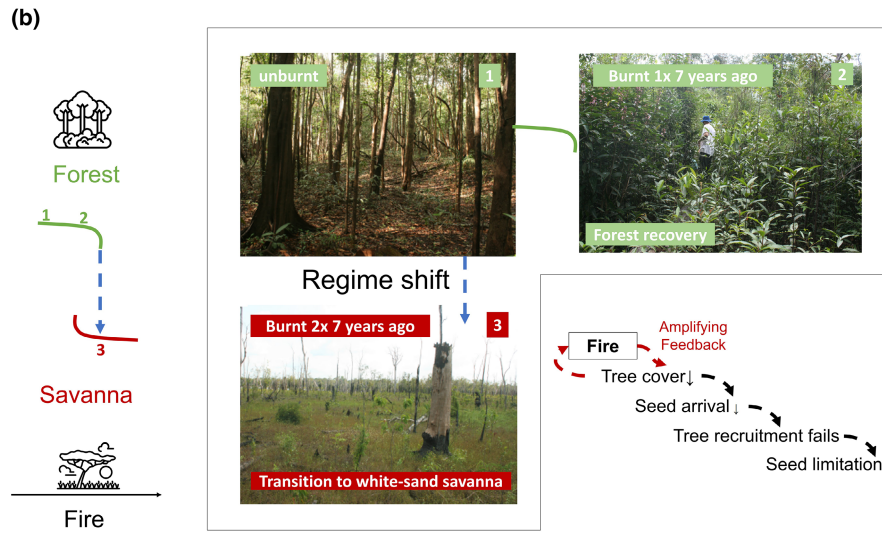 (b)
Forest
1
2
3
Savanna
Fire
unburnt
1
Burnt 1x 7 years ago
2
Forest recovery
Regime shift
Burnt 2x 7 years ago
3
Transition to white-sand savanna
Fire
Amplifying
Feedback
Tree cover↓
Seed arrival↓
Tree recruitment fails
Seed limitation